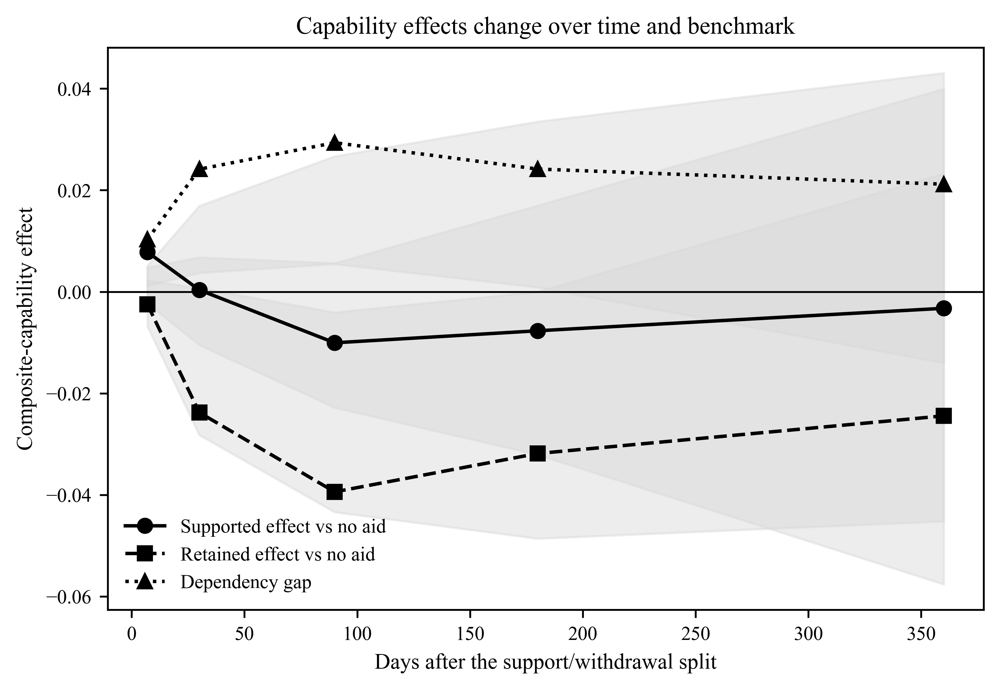 Capability effects change over time and benchmark
Composite-capability effect
0.04
0.02
0.00
−0.02
−0.04
−0.06
Supported effect vs no aid
Retained effect vs no aid
Dependency gap
0 50 100 150 200 250 300 350
Days after the support/withdrawal split